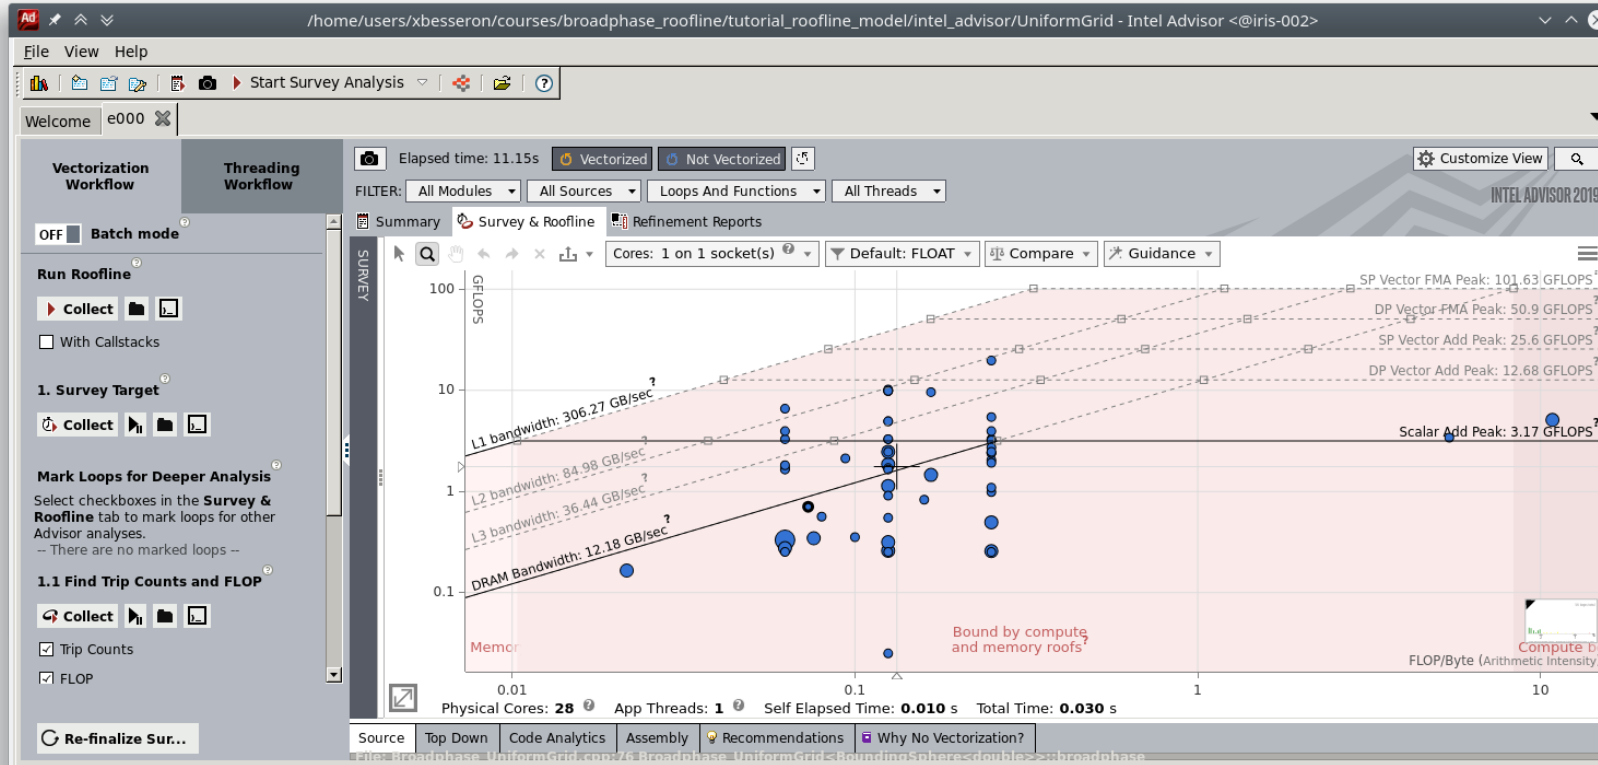 Ad
/home/users/xbesseron/courses/broadphase_roofline/tutorial_roofline_model/intel_advisor/UniformGrid - Intel Advisor <@iris-002>
File View Help
Start Survey Analysis
Welcome e000
Vectorization Workflow
Threading Workflow
OFF Batch mode
Run Roofline
Collect
With Callstacks
1. Survey Target
Collect
Mark Loops for Deeper Analysis
Select checkboxes in the Survey &
Roofline tab to mark loops for other
Advisor analyses.
-- There are no marked loops --
1.1 Find Trip Counts and FLOP
Collect
Trip Counts
FLOP
Re-finalize Sur...
Elapsed time: 11.15s Vectorized Not Vectorized Customize View
FILTER: All Modules All Sources Loops And Functions All Threads
INTEL ADVISOR 2019
Summary Survey & Roofline Refinement Reports
SURVEY
Cores: 1 on 1 socket(s) ? Default: FLOAT Compare Guidance
GFLOPS
100
10
1
0.1
SP Vector FMA Peak: 101.63 GFLOPS ?
DP Vector FMA Peak: 50.9 GFLOPS ?
SP Vector Add Peak: 25.6 GFLOPS ?
DP Vector Add Peak: 12.68 GFLOPS ?
Scalar Add Peak: 3.17 GFLOPS ?
L1 bandwidth: 306.27 GB/sec ?
L2 bandwidth: 84.98 GB/sec ?
L3 bandwidth: 36.44 GB/sec ?
DRAM Bandwidth: 12.18 GB/sec ?
Memor
Bound by compute
and memory roofs ?
Compute b
FLOP/Byte (Arithmetic Intensity
0.01 0.1 1 10
Physical Cores: 28 ? App Threads: 1 ? Self Elapsed Time: 0.010 s Total Time: 0.030 s
Source Top Down Code Analytics Assembly Recommendations Why No Vectorization?
File: Broadphase_UniformGrid.cpp:76 Broadphase_UniformGrid<BoundingSphere<double>>::broadphase